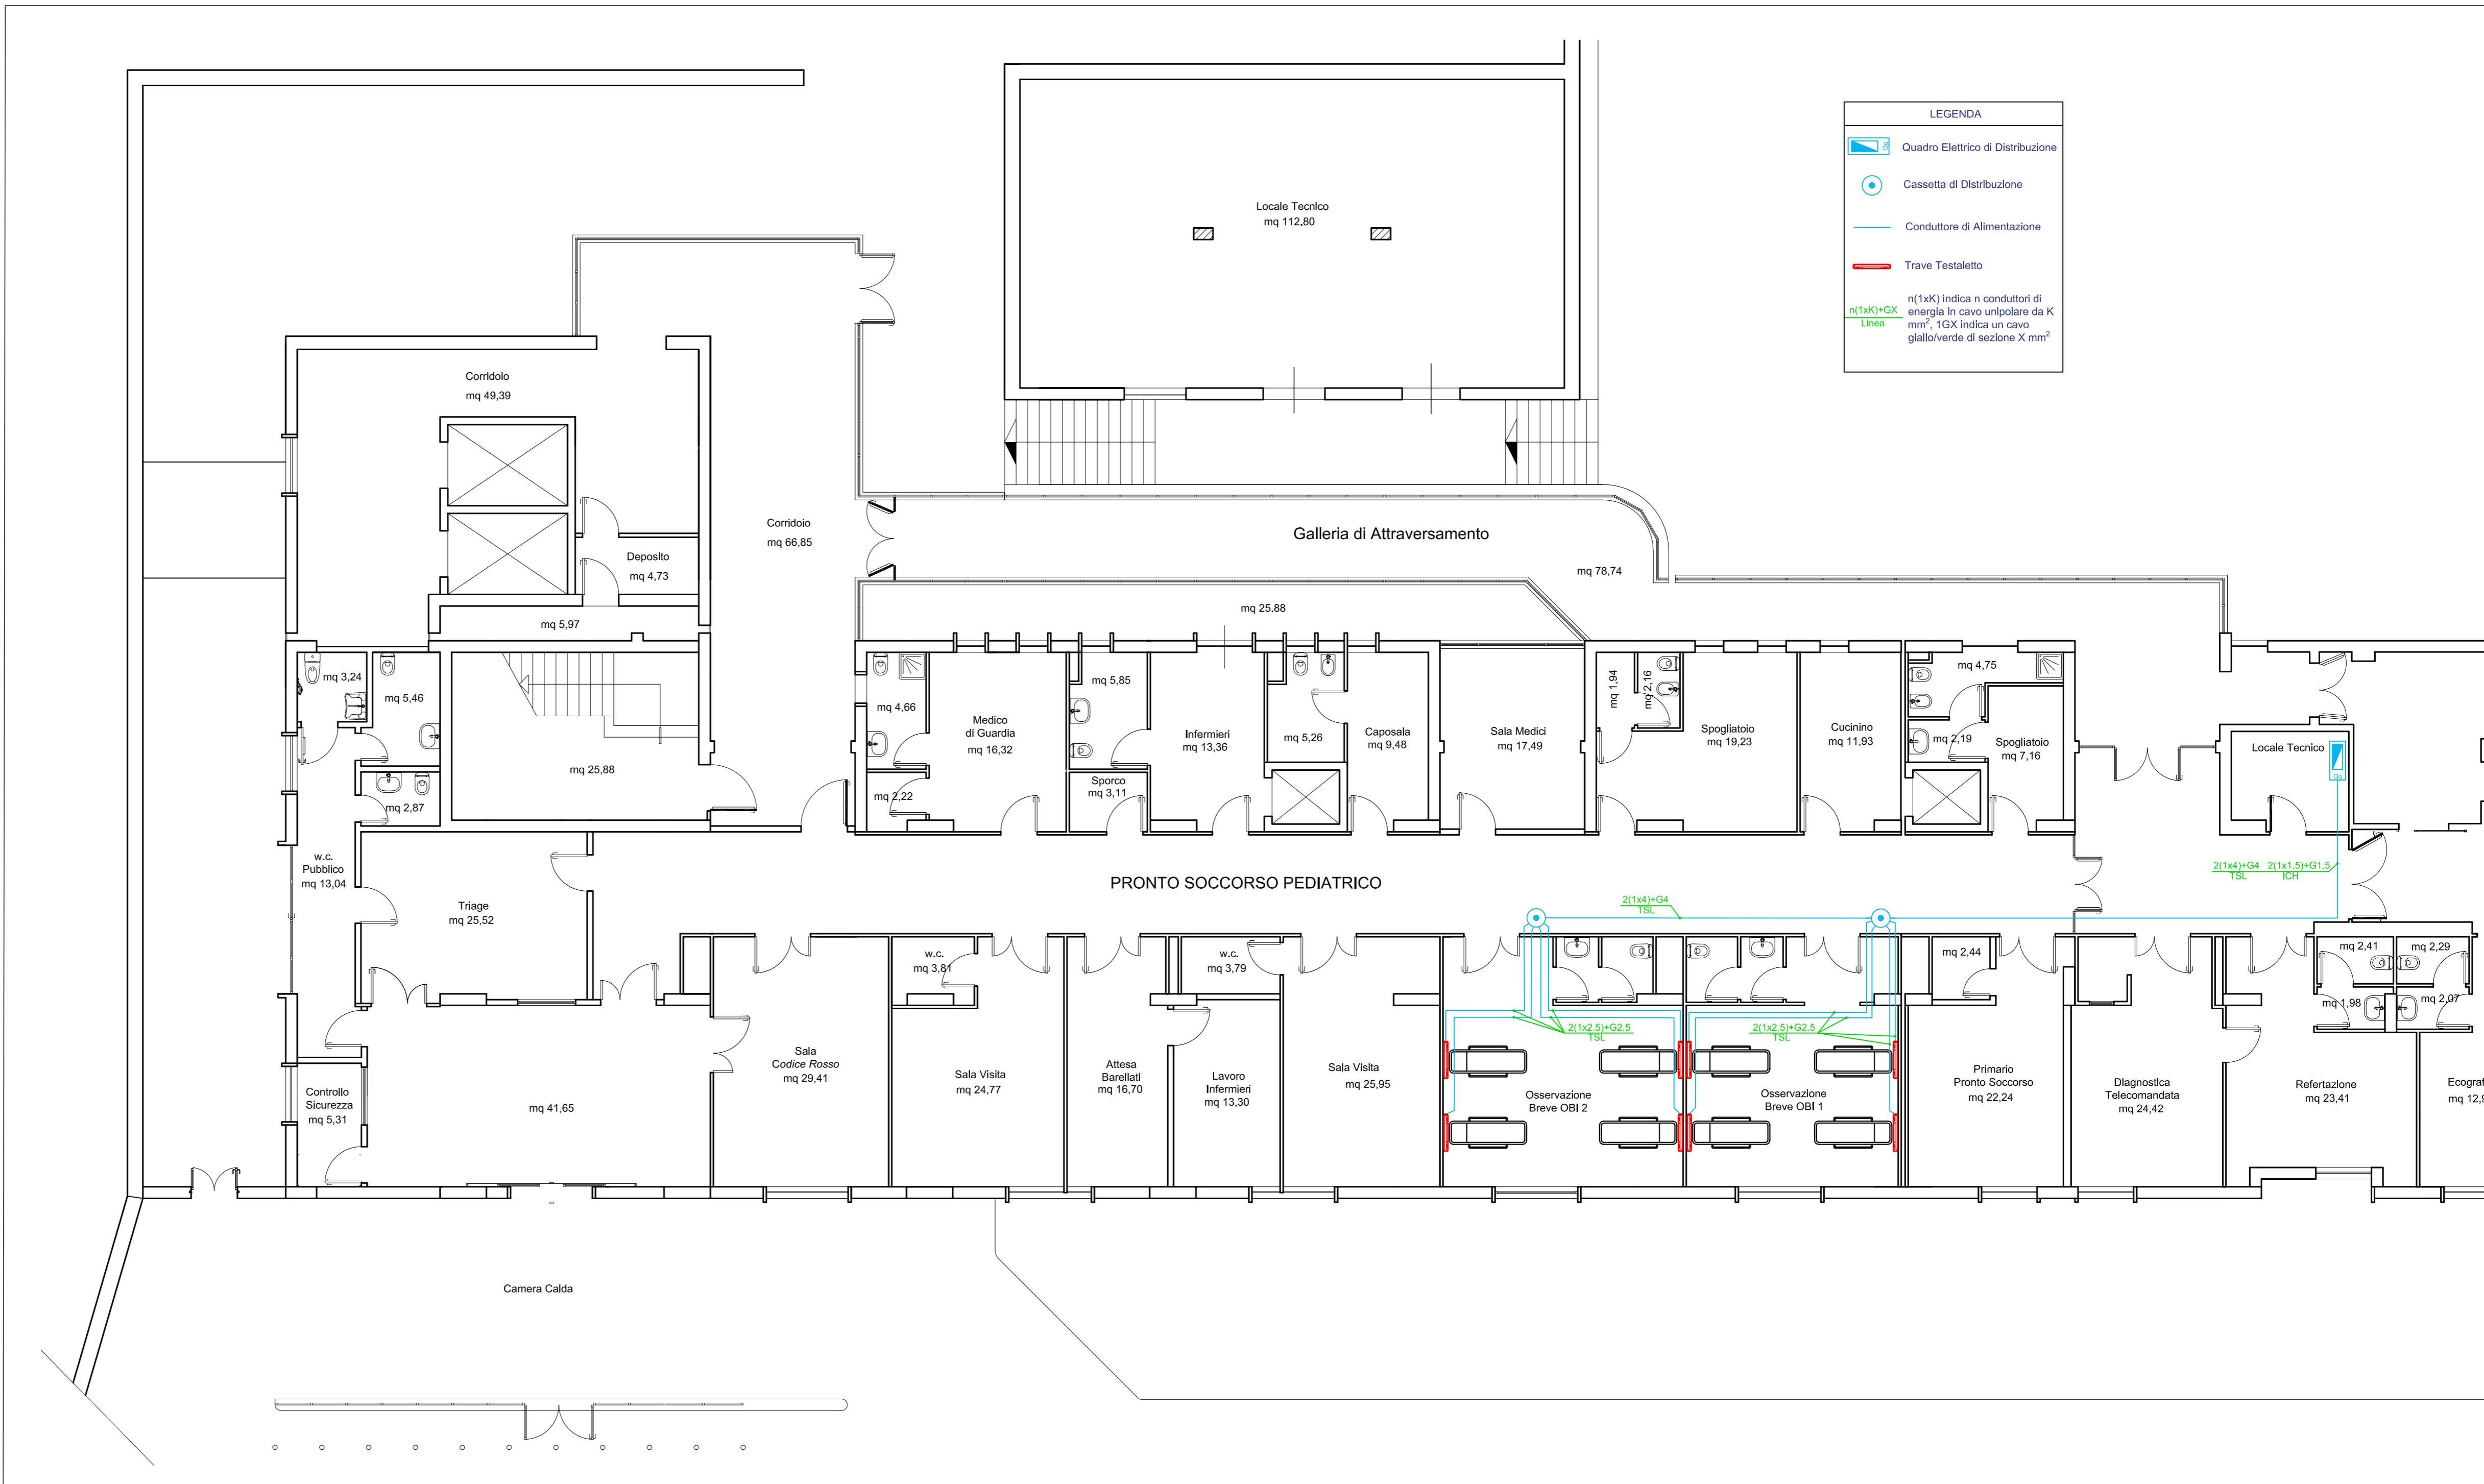 LEGENDA
Qg
Quadro Elettrico di Distribuzione
Cassetta di Distribuzione
Conduttore di Alimentazione
Trave Testaletto
n(1xK)+GX
Linea
n(1xK) indica n conduttori di
energia in cavo unipolare da K
mm², 1GX indica un cavo
giallo/verde di sezione X mm²
Locale Tecnico
mq 112,80
Corridoio
mq 49,39
Corridoio
mq 66,85
Galleria di Attraversamento
mq 78,74
Deposito
mq 4,73
mq 5,97
mq 25,88
mq 3,24
mq 5,46
mq 2,87
mq 25,88
mq 4,66
mq 2,22
Medico
di Guardia
mq 16,32
mq 5,85
Sporco
mq 3,11
Infermieri
mq 13,36
mq 5,26
Caposala
mq 9,48
Sala Medici
mq 17,49
mq 1,94
mq 2,16
Spogliatoio
mq 19,23
Cucinino
mq 11,93
mq 4,75
mq 2,19
Spogliatoio
mq 7,16
Locale Tecnico
Qg
w.c.
Pubblico
mq 13,04
Triage
mq 25,52
PRONTO SOCCORSO PEDIATRICO
2(1x4)+G4
TSL
2(1x4)+G4
TSL
2(1x1.5)+G1.5
ICH
w.c.
mq 3,81
w.c.
mq 3,79
mq 2,44
mq 2,41
mq 2,29
mq 1,98
mq 2,07
2(1x2.5)+G2.5
TSL
2(1x2.5)+G2.5
TSL
Controllo
Sicurezza
mq 5,31
mq 41,65
Sala
Codice Rosso
mq 29,41
Sala Visita
mq 24,77
Attesa
Barellati
mq 16,70
Lavoro
Infermieri
mq 13,30
Sala Visita
mq 25,95
Osservazione
Breve OBI 2
Osservazione
Breve OBI 1
Primario
Pronto Soccorso
mq 22,24
Diagnostica
Telecomandata
mq 24,42
Refertazione
mq 23,41
Ecograf
mq 12,9
Camera Calda